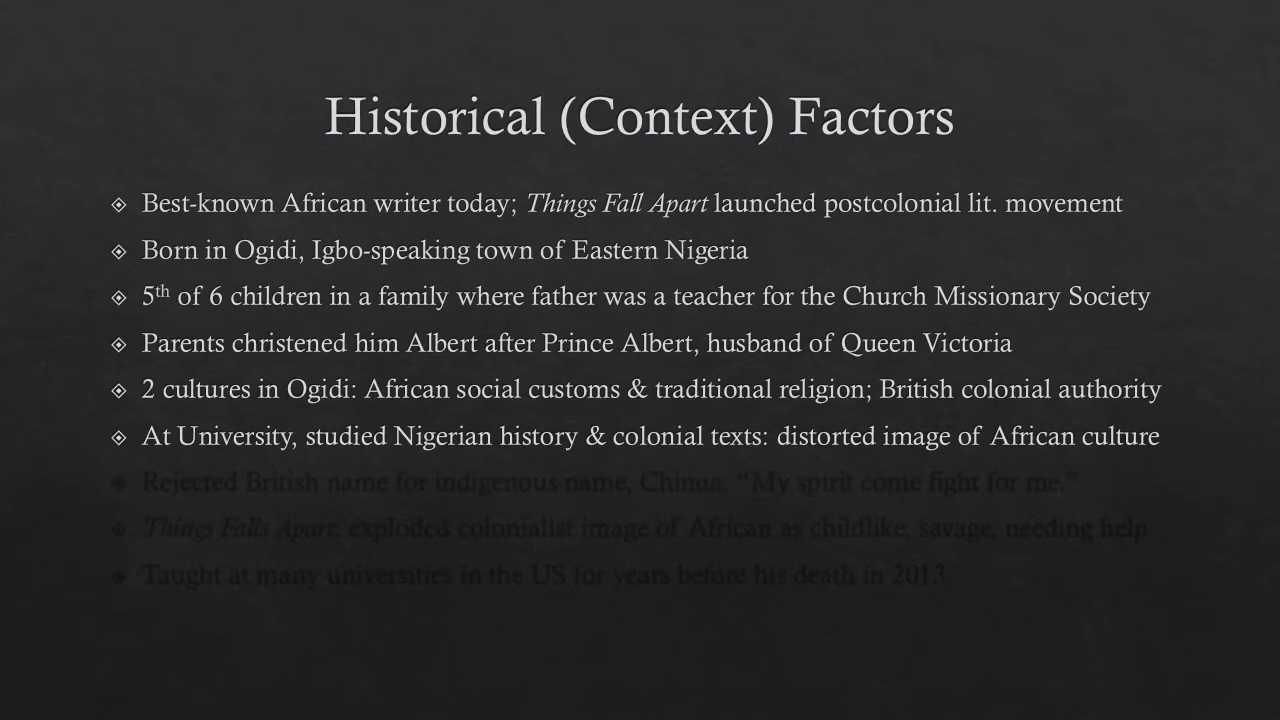 Historical (Context) Factors
Best-known African writer today; Things Fall Apart launched postcolonial lit. movement
Born in Ogidi, Igbo-speaking town of Eastern Nigeria
5th of 6 children in a family where father was a teacher for the Church Missionary Society
Parents christened him Albert after Prince Albert, husband of Queen Victoria
2 cultures in Ogidi: African social customs & traditional religion; British colonial authority
At University, studied Nigerian history & colonial texts: distorted image of African culture
Rejected British name for indigenous name, Chinua: “My spirit come fight for me.”
Things Falls Apart: exploded colonialist image of African as childlike, savage, needing help
Taught at many universities in the US for years before his death in 2013